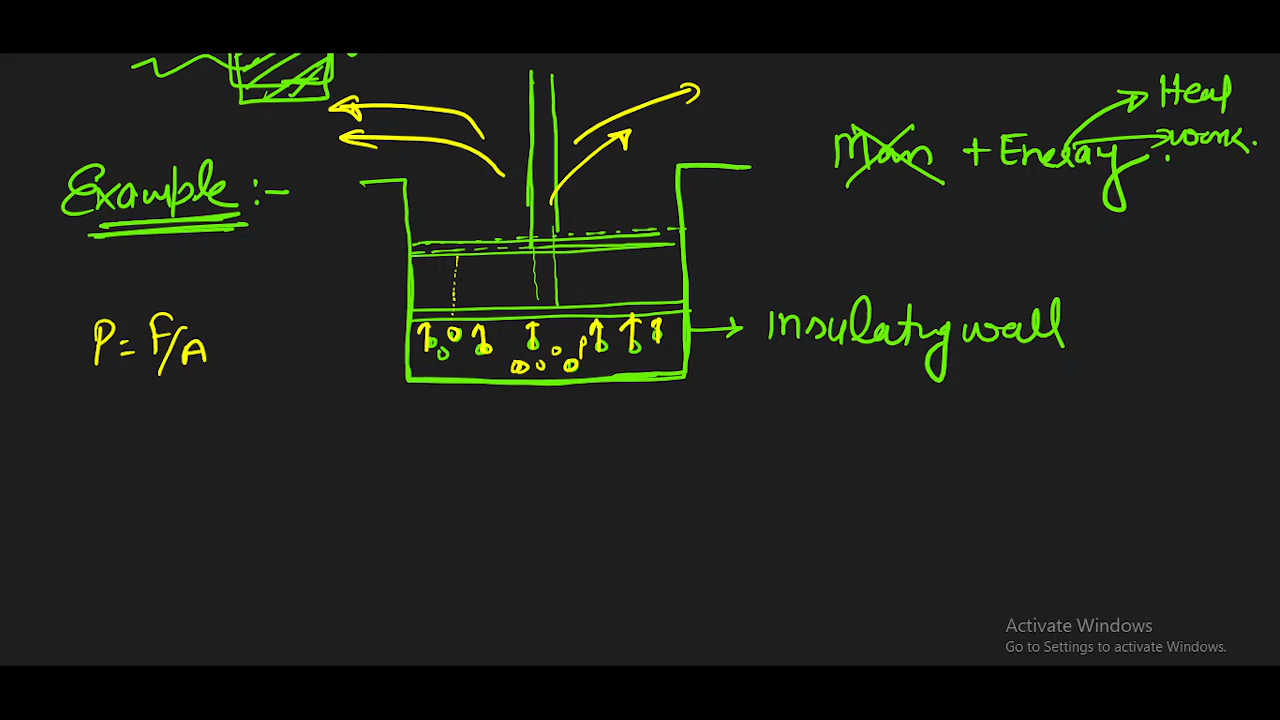 Mass + Energy
Heat
work.
Example :-
P = F/A
insulating wall
Activate Windows
Go to Settings to activate Windows.